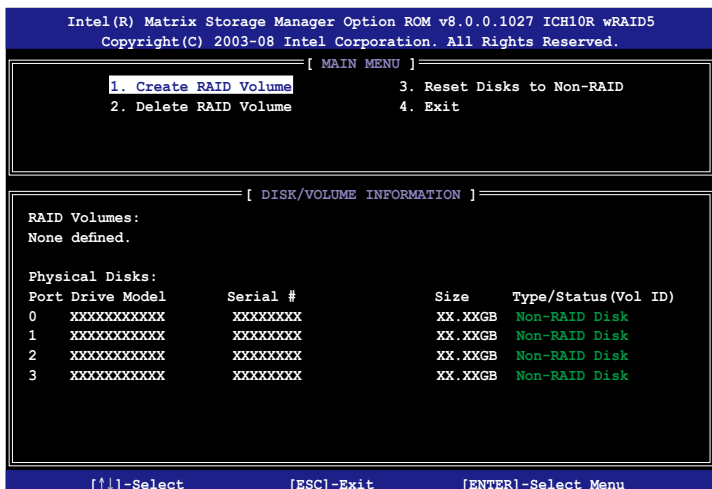 Intel(R) Matrix Storage Manager Option ROM v8.0.0.1027 ICH10R wRAID5
Copyright(C) 2003-08 Intel Corporation. All Rights Reserved.
[ MAIN MENU ]
1. Create RAID Volume 3. Reset Disks to Non-RAID
2. Delete RAID Volume 4. Exit
[ DISK/VOLUME INFORMATION ]
RAID Volumes:
None defined.
Physical Disks:
Port Drive Model Serial # Size Type/Status(Vol ID)
0 XXXXXXXXXXX XXXXXXXX XX.XXGB Non-RAID Disk
1 XXXXXXXXXXX XXXXXXXX XX.XXGB Non-RAID Disk
2 XXXXXXXXXXX XXXXXXXX XX.XXGB Non-RAID Disk
3 XXXXXXXXXXX XXXXXXXX XX.XXGB Non-RAID Disk
[↑↓]-Select [ESC]-Exit [ENTER]-Select Menu